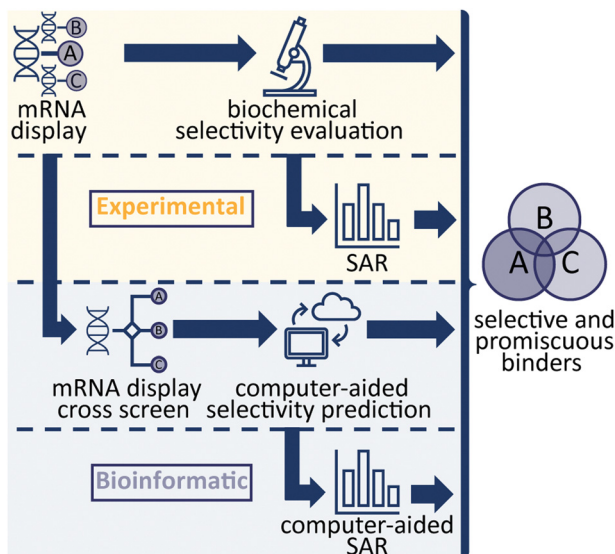 B
A
C
mRNA
display
biochemical
selectivity evaluation
Experimental
SAR
B
A C
selective and
promiscuous
binders
A
B
C
mRNA display
cross screen
computer-aided
selectivity prediction
Bioinformatic
computer-aided
SAR